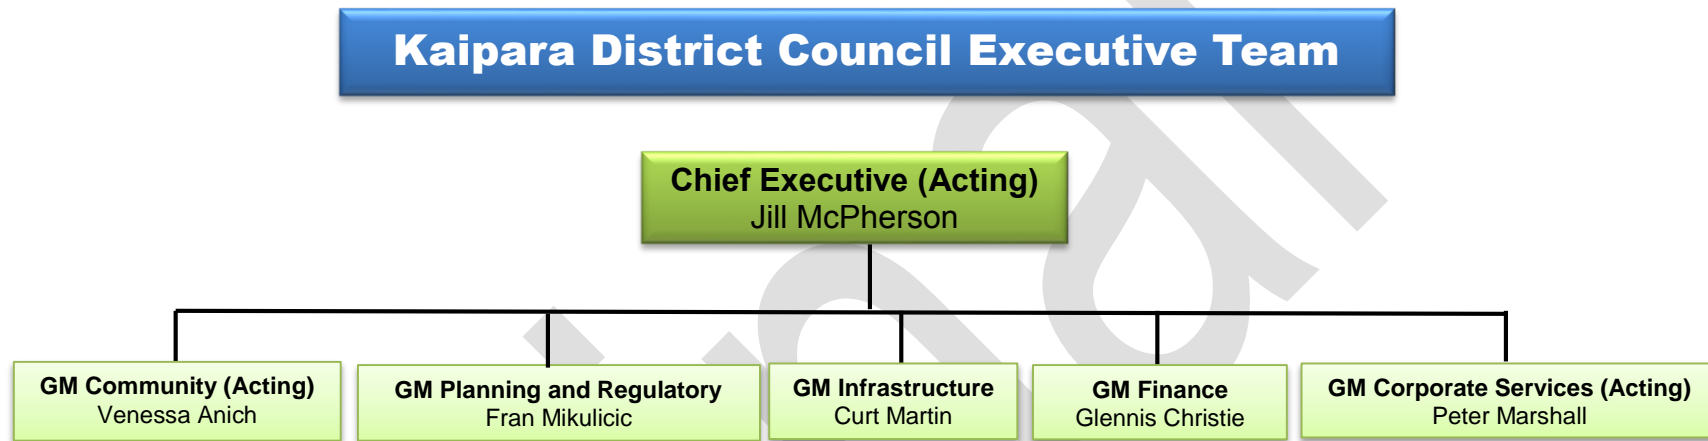 Kaipara District Council Executive Team
Chief Executive (Acting)
Jill McPherson
GM Community (Acting)
Venessa Anich
GM Planning and Regulatory
Fran Mikulicic
GM Infrastructure
Curt Martin
GM Finance
Glennis Christie
GM Corporate Services (Acting)
Peter Marshall